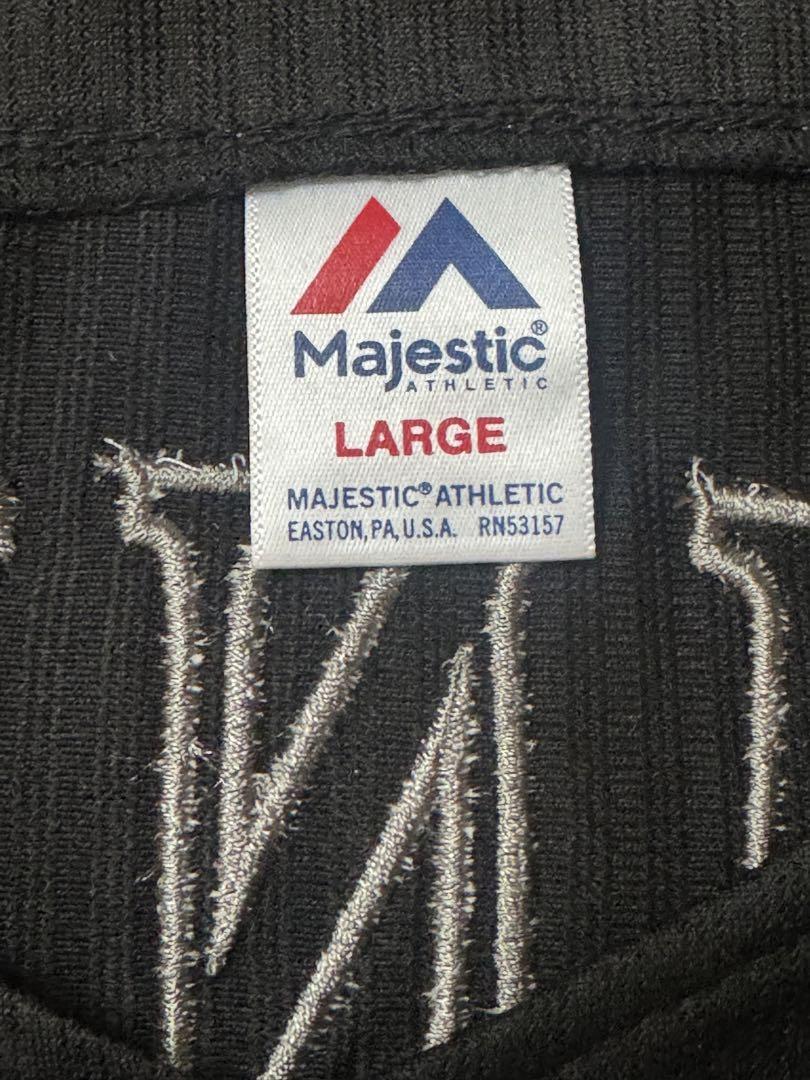 Majestic®
ATHLETIC
LARGE
MAJESTIC® ATHLETIC
EASTON, PA, U.S.A. RN53157